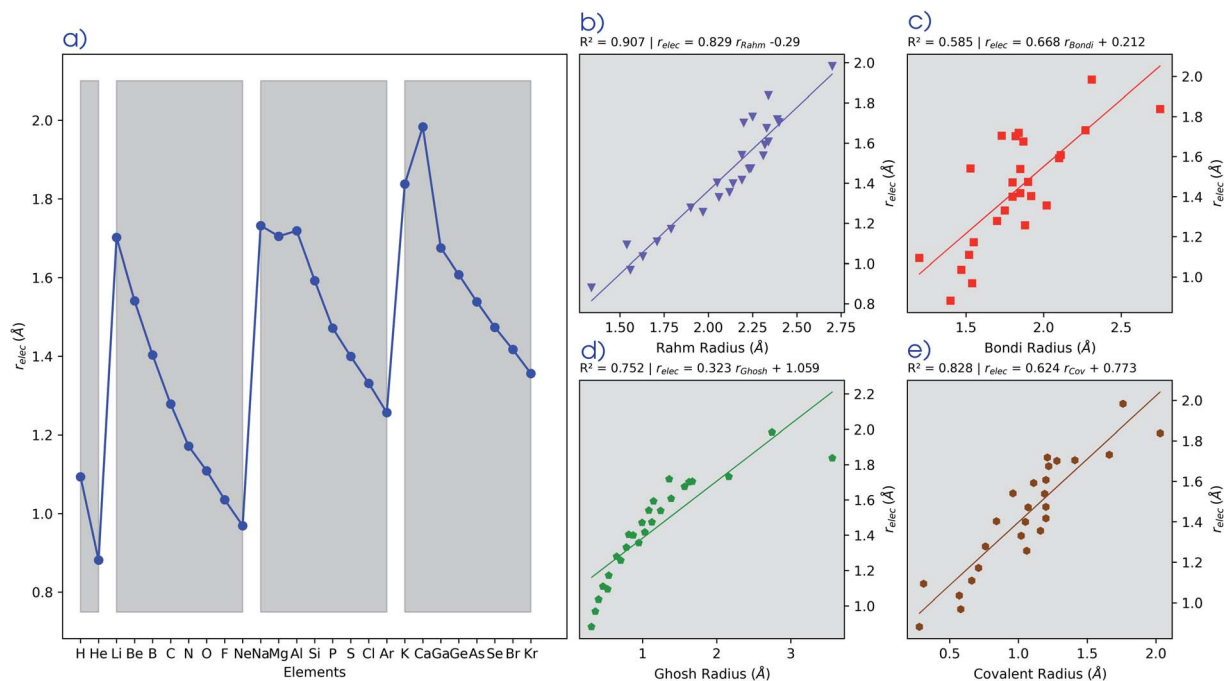 a)
2.0
1.8
1.6
1.4
1.2
1.0
0.8
r_elec (Å)
H He Li Be B C N O F Ne Na Mg Al Si P S Cl Ar K Ca Ga Ge As Se Br Kr
Elements
b)
R² = 0.907 | r_elec = 0.829 r_Rahm -0.29
2.0
1.8
1.6
1.4
1.2
1.0
0.8
r_elec (Å)
1.50 1.75 2.00 2.25 2.50 2.75
Rahm Radius (Å)
c)
R² = 0.585 | r_elec = 0.668 r_Bondi + 0.212
2.0
1.8
1.6
1.4
1.2
1.0
r_elec (Å)
1.5 2.0 2.5
Bondi Radius (Å)
d)
R² = 0.752 | r_elec = 0.323 r_Ghosh + 1.059
2.2
2.0
1.8
1.6
1.4
1.2
1.0
r_elec (Å)
1 2 3
Ghosh Radius (Å)
e)
R² = 0.828 | r_elec = 0.624 r_Cov + 0.773
2.0
1.8
1.6
1.4
1.2
1.0
r_elec (Å)
0.5 1.0 1.5 2.0
Covalent Radius (Å)